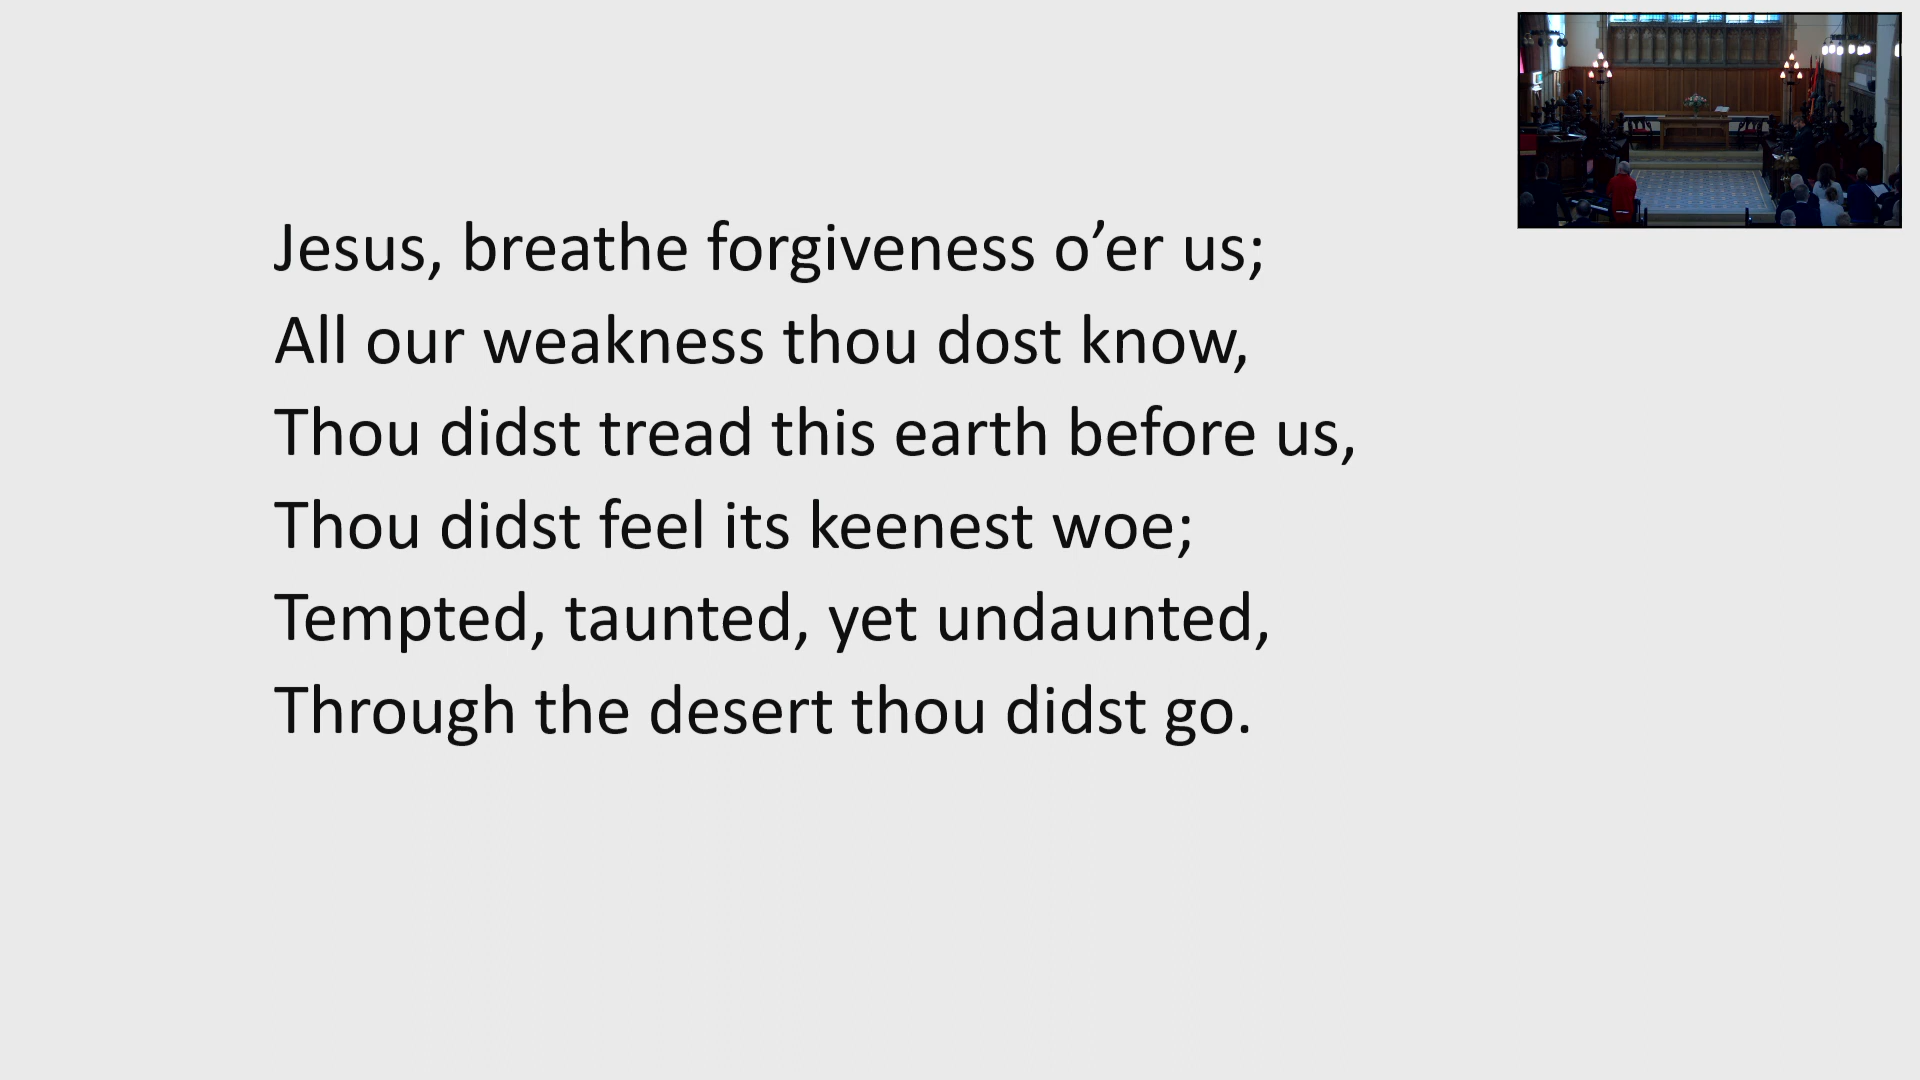 Jesus, breathe forgiveness o’er us;
All our weakness thou dost know,
Thou didst tread this earth before us,
Thou didst feel its keenest woe;
Tempted, taunted, yet undaunted,
Through the desert thou didst go.